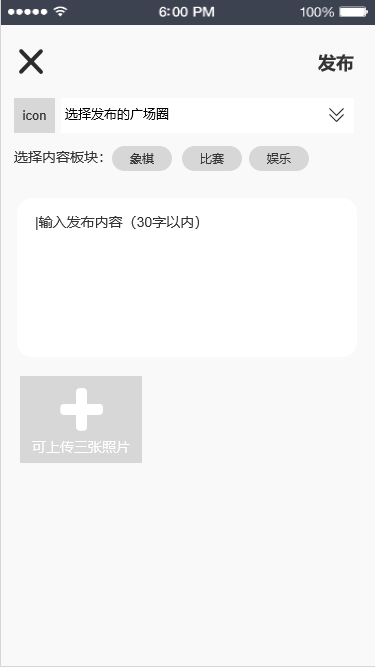 6:00 PM
100%
发布
icon
选择发布的广场圈
选择内容板块：
象棋
比赛
娱乐
|输入发布内容（30字以内）
可上传三张照片